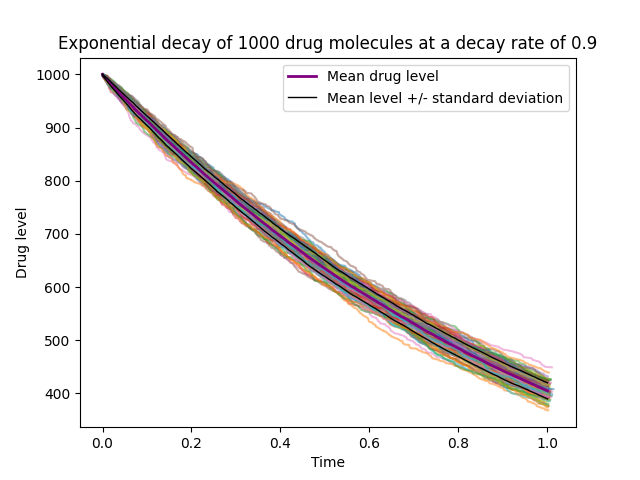 Exponential decay of 1000 drug molecules at a decay rate of 0.9
Mean drug level
Mean level +/- standard deviation
1000
900
800
700
600
500
400
Drug level
0.0 0.2 0.4 0.6 0.8 1.0
Time